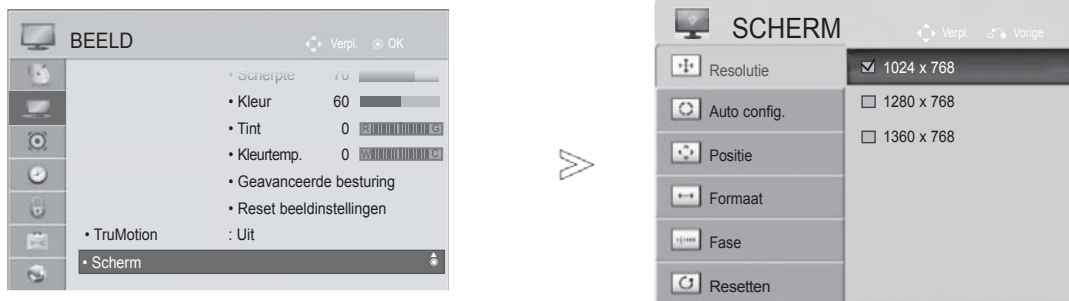 BEELD
Verpl. OK
• Scherpte 70
• Kleur 60
• Tint 0 R G
• Kleurtemp. 0 W C
• Geavanceerde besturing
• Reset beeldinstellingen
• TruMotion : Uit
• Scherm
SCHERM
Verpl. Vorige
Resolutie
1024 x 768
Auto config.
1280 x 768
1360 x 768
Positie
Formaat
Fase
Resetten